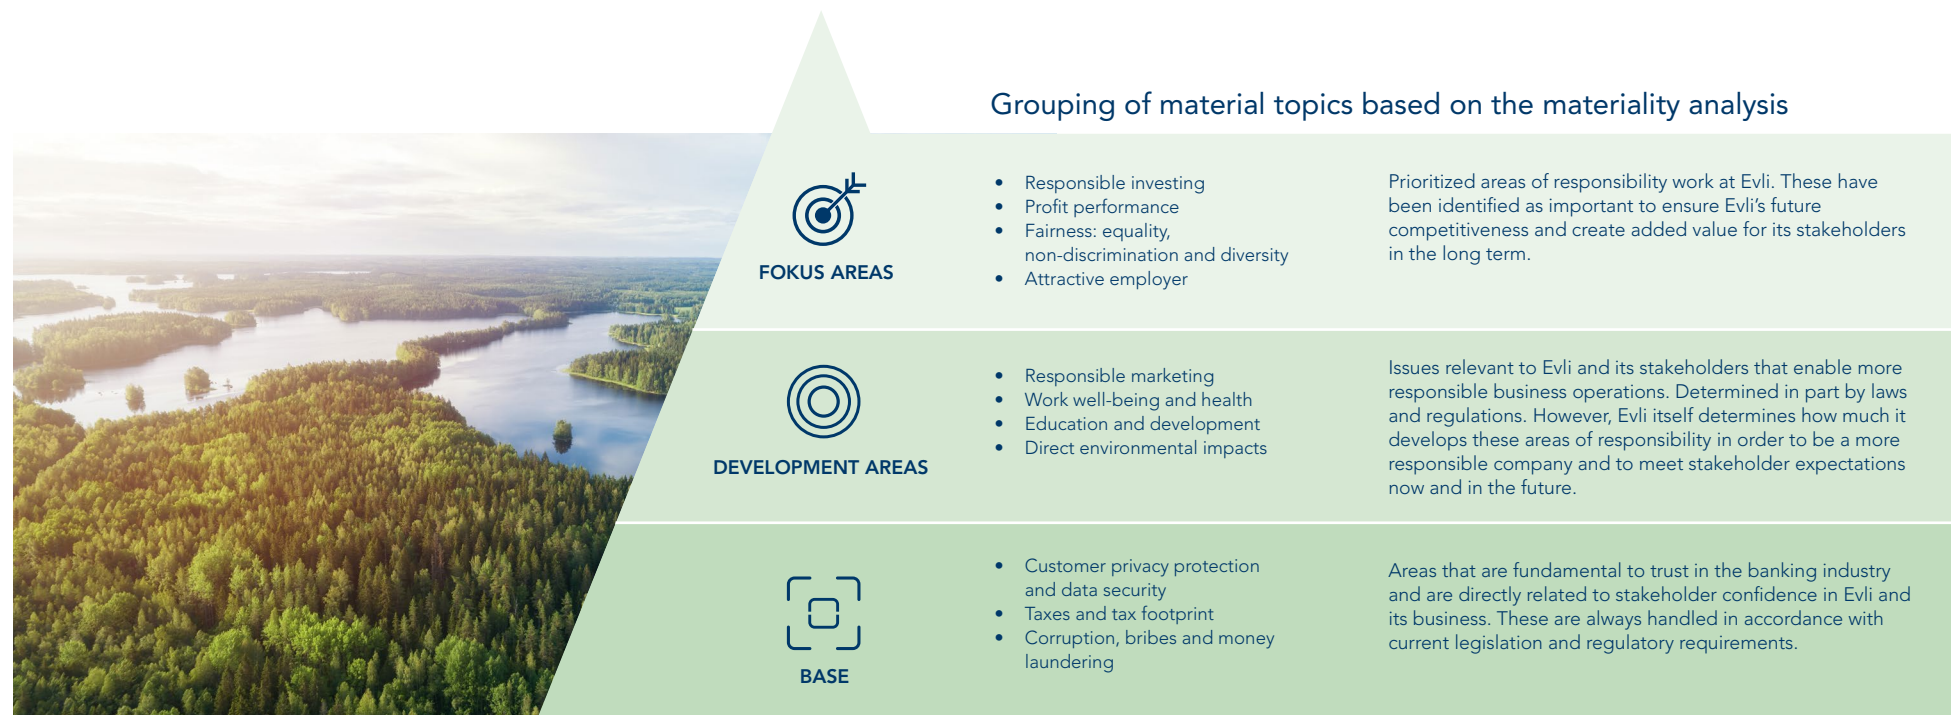 Grouping of material topics based on the materiality analysis
FOKUS AREAS
• Responsible investing
• Profit performance
• Fairness: equality,
non-discrimination and diversity
• Attractive employer
Prioritized areas of responsibility work at Evli. These have
been identified as important to ensure Evli’s future
competitiveness and create added value for its stakeholders
in the long term.
DEVELOPMENT AREAS
• Responsible marketing
• Work well-being and health
• Education and development
• Direct environmental impacts
Issues relevant to Evli and its stakeholders that enable more
responsible business operations. Determined in part by laws
and regulations. However, Evli itself determines how much it
develops these areas of responsibility in order to be a more
responsible company and to meet stakeholder expectations
now and in the future.
BASE
• Customer privacy protection
and data security
• Taxes and tax footprint
• Corruption, bribes and money
laundering
Areas that are fundamental to trust in the banking industry
and are directly related to stakeholder confidence in Evli and
its business. These are always handled in accordance with
current legislation and regulatory requirements.